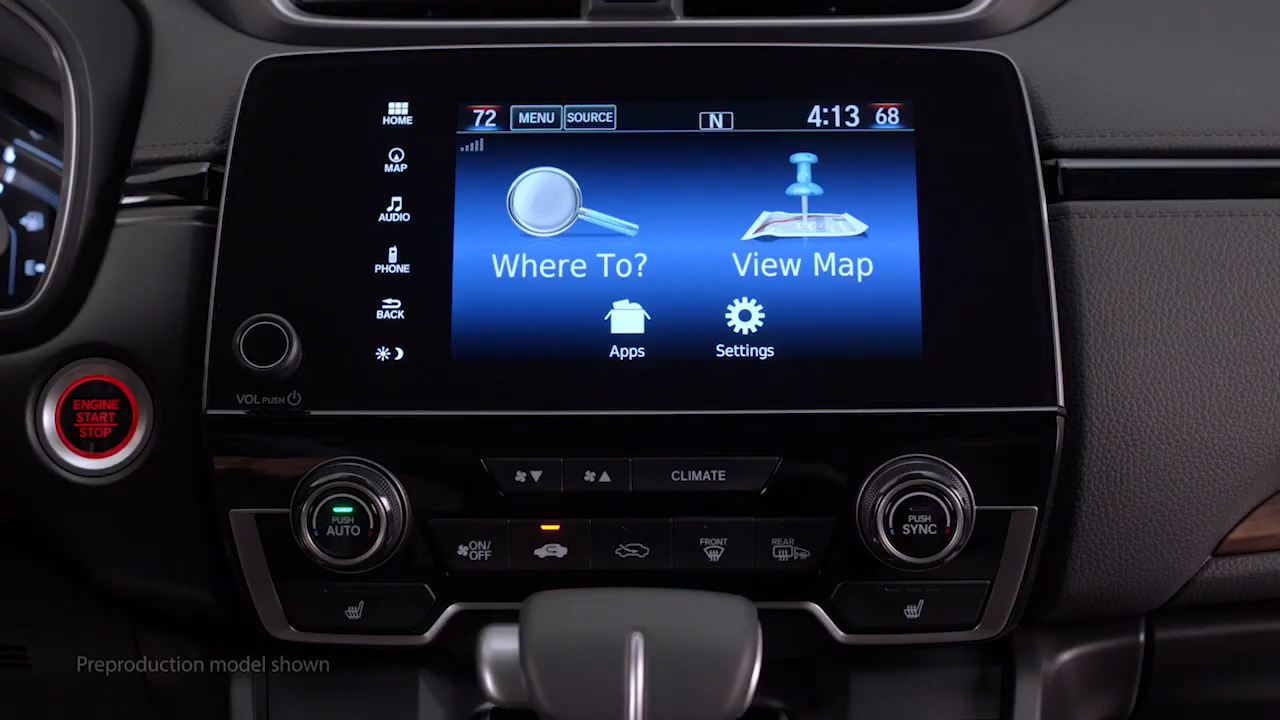 HOME
MAP
AUDIO
PHONE
BACK
72 MENU SOURCE N 4:13 68
Where To?
View Map
Apps
Settings
VOL PUSH
ENGINE
START
STOP
CLIMATE
PUSH
AUTO
ON/
OFF
FRONT
REAR
PUSH
SYNC
Preproduction model shown